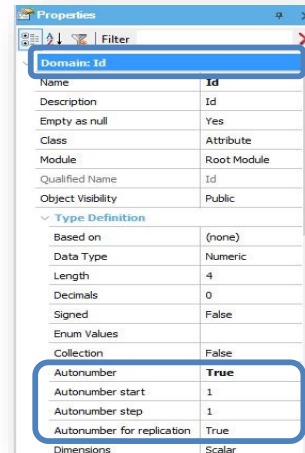 Properties
Filter
Domain: Id
Name Id
Description Id
Empty as null Yes
Class Attribute
Module Root Module
Qualified Name Id
Object Visibility Public
Type Definition
Based on (none)
Data Type Numeric
Length 4
Decimals 0
Signed False
Enum Values
Collection False
Autonumber True
Autonumber start 1
Autonumber step 1
Autonumber for replication True
Dimensions Scalar